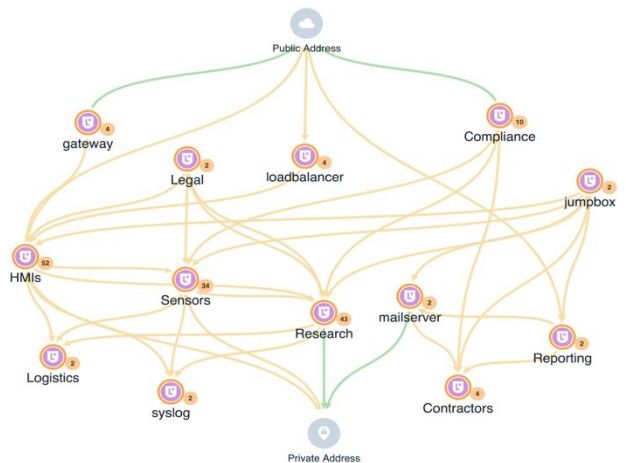 Public Address
4
gateway
10
Compliance
2
Legal
4
loadbalancer
2
jumpbox
52
HMIs
34
Sensors
43
Research
2
mailserver
2
Reporting
2
Logistics
2
syslog
4
Contractors
Private Address